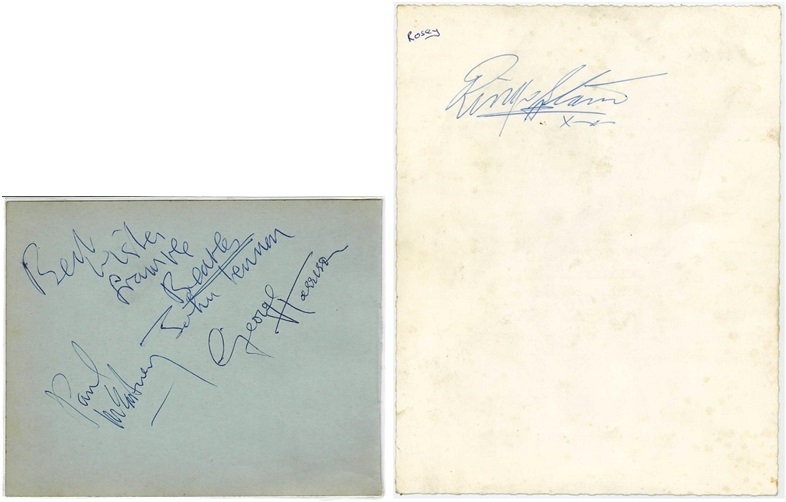 Best
wishes
from the
Beatles
John Lennon
George Harrison
Paul
McCartney
Rosey
Ringo Starr
x